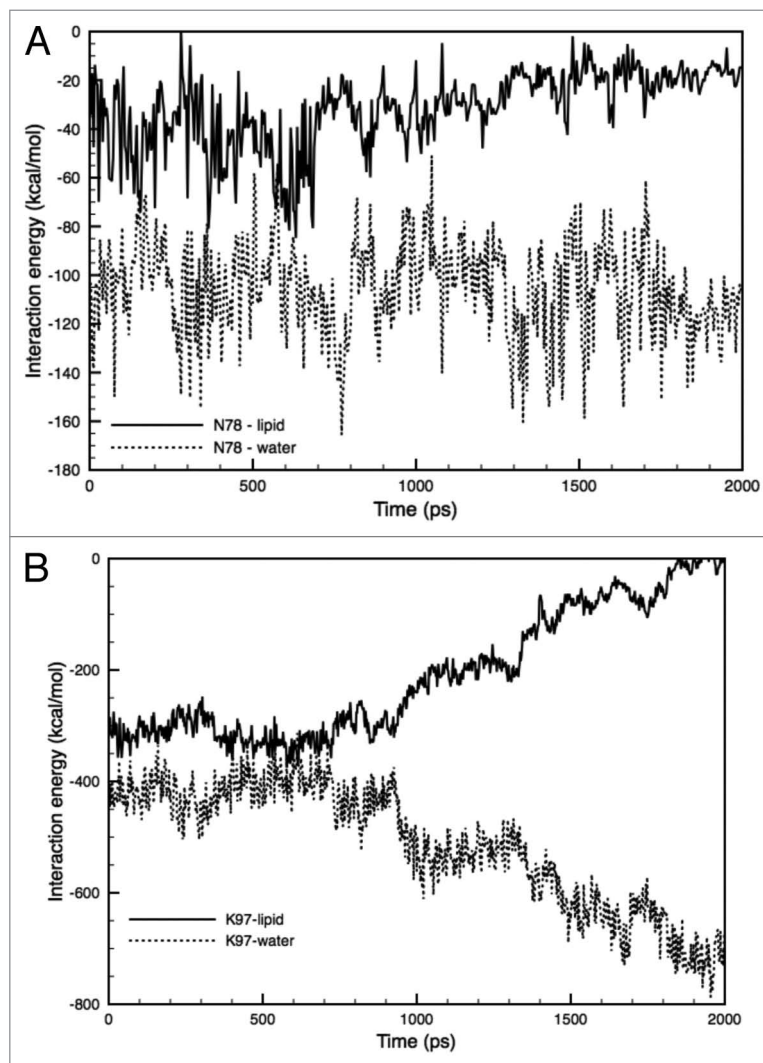 A
Interaction energy (kcal/mol)
0
-20
-40
-60
-80
-100
-120
-140
-160
-180
N78 - lipid
N78 - water
0
500
1000
1500
2000
Time (ps)
B
Interaction energy (kcal/mol)
0
-200
-400
-600
-800
K97-lipid
K97-water
0
500
1000
1500
2000
Time (ps)